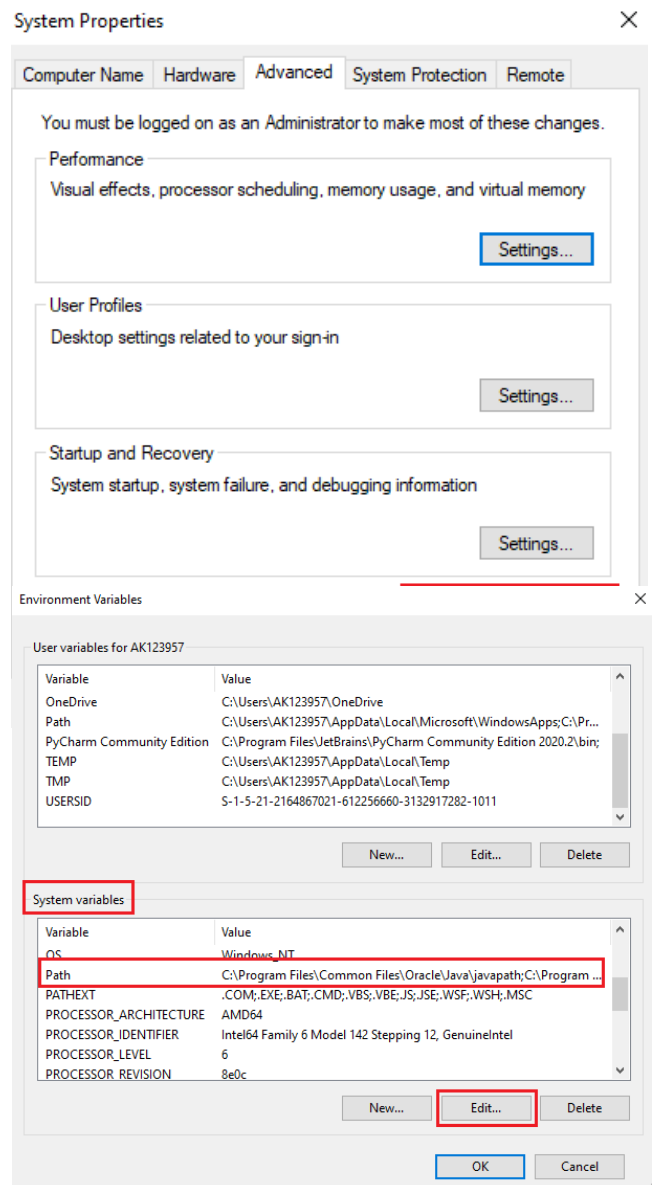 System Properties
Computer Name Hardware Advanced System Protection Remote
You must be logged on as an Administrator to make most of these changes.
Performance
Visual effects, processor scheduling, memory usage, and virtual memory
Settings...
User Profiles
Desktop settings related to your sign-in
Settings...
Startup and Recovery
System startup, system failure, and debugging information
Settings...
Environment Variables
User variables for AK123957
Variable Value
OneDrive C:\Users\AK123957\OneDrive
Path C:\Users\AK123957\AppData\Local\Microsoft\WindowsApps;C:\Pr...
PyCharm Community Edition C:\Program Files\JetBrains\PyCharm Community Edition 2020.2\bin;
TEMP C:\Users\AK123957\AppData\Local\Temp
TMP C:\Users\AK123957\AppData\Local\Temp
USERSID S-1-5-21-2164867021-612256660-3132917282-1011
New... Edit... Delete
System variables
Variable Value
OS Windows_NT
Path C:\Program Files\Common Files\Oracle\Java\javapath;C:\Program ...
PATHEXT .COM;.EXE;.BAT;.CMD;.VBS;.VBE;.JS;.JSE;.WSF;.WSH;.MSC
PROCESSOR_ARCHITECTURE AMD64
PROCESSOR_IDENTIFIER Intel64 Family 6 Model 142 Stepping 12, GenuineIntel
PROCESSOR_LEVEL 6
PROCESSOR_REVISION 8e0c
New... Edit... Delete
OK Cancel